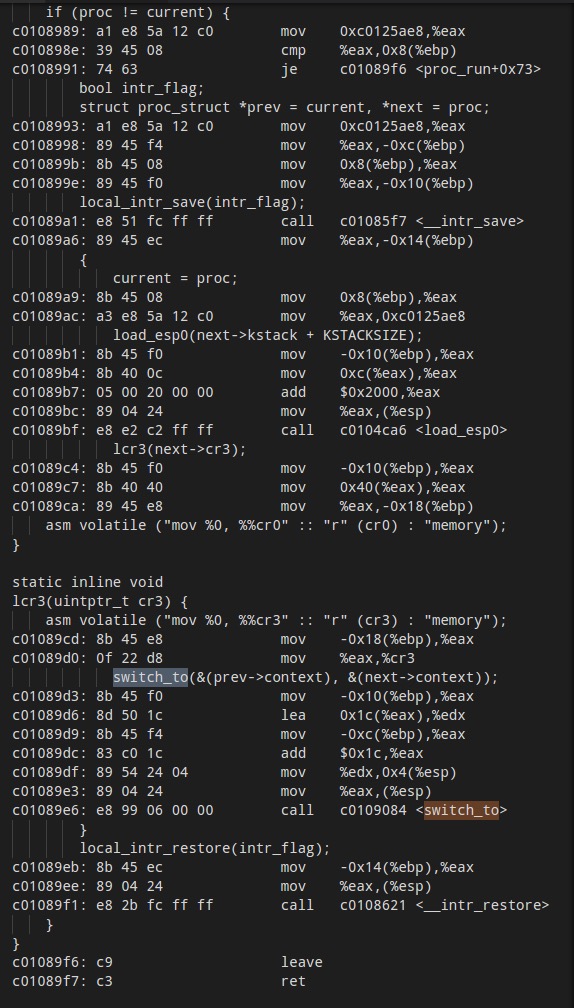 if (proc != current) {
c0108989: a1 e8 5a 12 c0 mov 0xc0125ae8,%eax
c010898e: 39 45 08 cmp %eax,0x8(%ebp)
c0108991: 74 63 je c01089f6 <proc_run+0x73>
bool intr_flag;
struct proc_struct *prev = current, *next = proc;
c0108993: a1 e8 5a 12 c0 mov 0xc0125ae8,%eax
c0108998: 89 45 f4 mov %eax,-0xc(%ebp)
c010899b: 8b 45 08 mov 0x8(%ebp),%eax
c010899e: 89 45 f0 mov %eax,-0x10(%ebp)
local_intr_save(intr_flag);
c01089a1: e8 51 fc ff ff call c01085f7 <__intr_save>
c01089a6: 89 45 ec mov %eax,-0x14(%ebp)
{
current = proc;
c01089a9: 8b 45 08 mov 0x8(%ebp),%eax
c01089ac: a3 e8 5a 12 c0 mov %eax,0xc0125ae8
load_esp0(next->kstack + KSTACKSIZE);
c01089b1: 8b 45 f0 mov -0x10(%ebp),%eax
c01089b4: 8b 40 0c mov 0xc(%eax),%eax
c01089b7: 05 00 20 00 00 add $0x2000,%eax
c01089bc: 89 04 24 mov %eax,(%esp)
c01089bf: e8 e2 c2 ff ff call c0104ca6 <load_esp0>
lcr3(next->cr3);
c01089c4: 8b 45 f0 mov -0x10(%ebp),%eax
c01089c7: 8b 40 40 mov 0x40(%eax),%eax
c01089ca: 89 45 e8 mov %eax,-0x18(%ebp)
asm volatile ("mov %0, %%cr0" :: "r" (cr0) : "memory");
}
static inline void
lcr3(uintptr_t cr3) {
asm volatile ("mov %0, %%cr3" :: "r" (cr3) : "memory");
c01089cd: 8b 45 e8 mov -0x18(%ebp),%eax
c01089d0: 0f 22 d8 mov %eax,%cr3
switch_to(&(prev->context), &(next->context));
c01089d3: 8b 45 f0 mov -0x10(%ebp),%eax
c01089d6: 8d 50 1c lea 0x1c(%eax),%edx
c01089d9: 8b 45 f4 mov -0xc(%ebp),%eax
c01089dc: 83 c0 1c add $0x1c,%eax
c01089df: 89 54 24 04 mov %edx,0x4(%esp)
c01089e3: 89 04 24 mov %eax,(%esp)
c01089e6: e8 99 06 00 00 call c0109084 <switch_to>
}
local_intr_restore(intr_flag);
c01089eb: 8b 45 ec mov -0x14(%ebp),%eax
c01089ee: 89 04 24 mov %eax,(%esp)
c01089f1: e8 2b fc ff ff call c0108621 <__intr_restore>
}
}
c01089f6: c9 leave
c01089f7: c3 ret